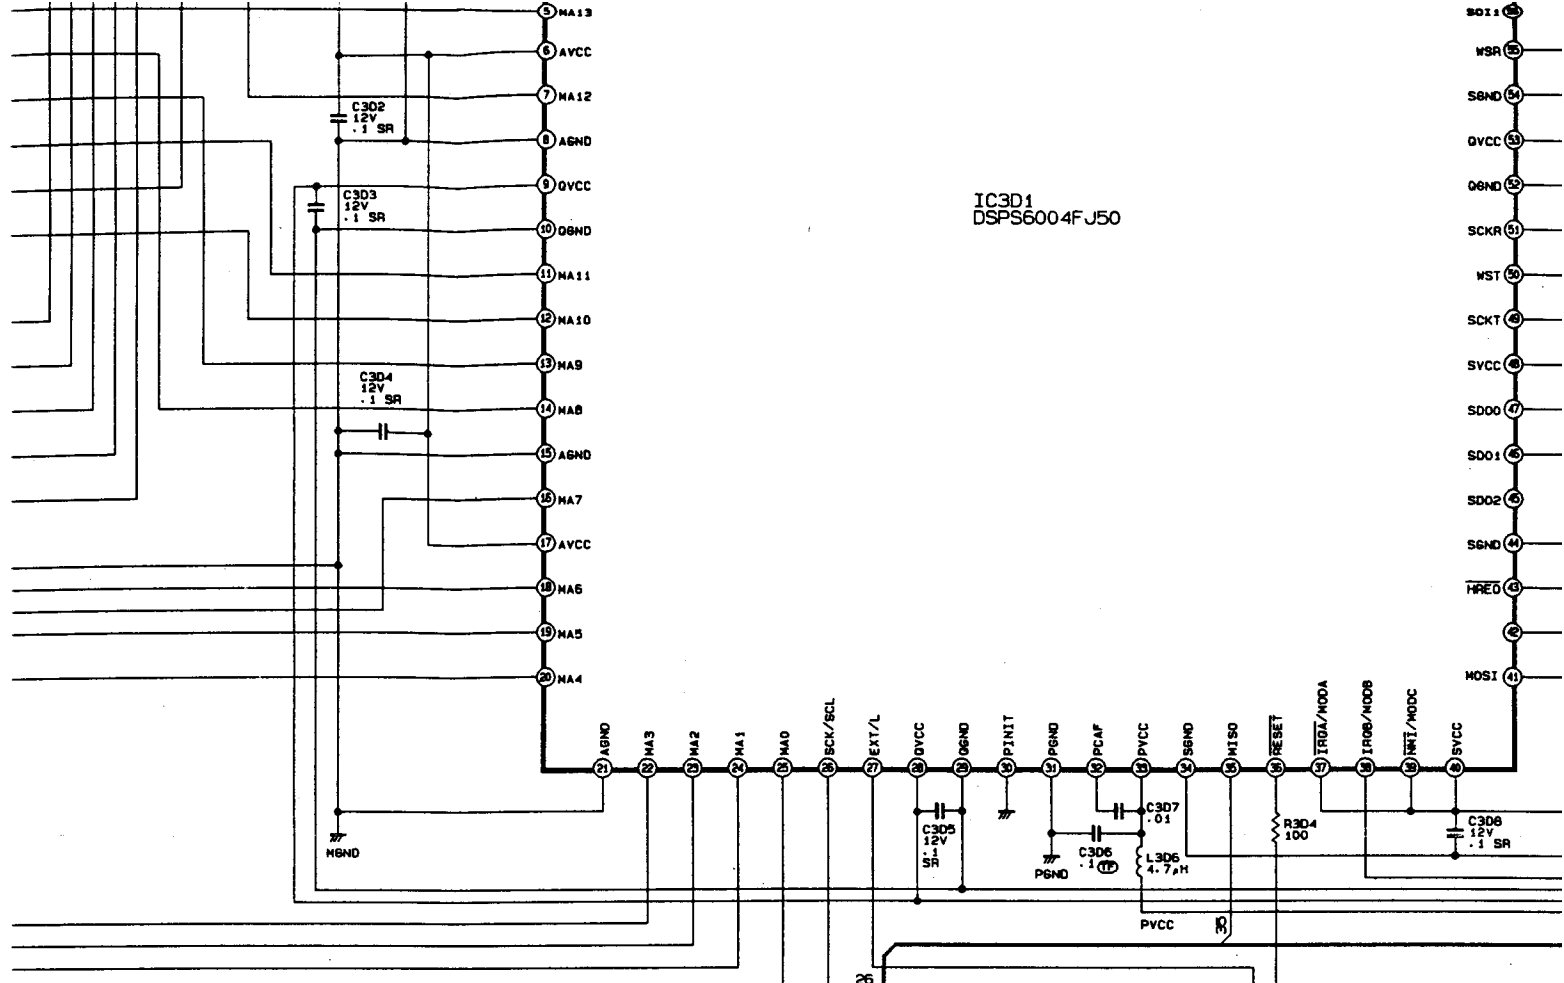 5 MA13
6 AVCC
7 MA12
8 AGND
9 QVCC
10 QGND
11 MA11
12 MA10
13 MA9
14 MA8
15 AGND
16 MA7
17 AVCC
18 MA6
19 MA5
20 MA4
C3D2
12V
.1 SR
C3D3
12V
.1 SR
C3D4
12V
.1 SR
IC3D1
DSPS6004FJ50
SDI1
WSR 55
SGND 54
QVCC 53
QGND 52
SCKR 51
WST 50
SCKT 49
SVCC 48
SDO0 47
SDO1 46
SDO2 45
SGND 44
HREQ 43
42
MOSI 41
21 AGND
22 MA3
23 MA2
24 MA1
25 MA0
26 SCK/SCL
27 EXT/L
28 QVCC
29 QGND
30 PINIT
31 PGND
32 PCAF
33 PVCC
34 SGND
35 MISO
36 RESET
37 IRQA/MODA
38 IRQB/MODB
39 NMI/MODC
40 SVCC
MGND
C3D5
12V
.1
SR
PGND
C3D6
.1 TF
C3D7
.01
L3D6
4.7µH
PVCC
R3D4
100
C3D8
12V
.1 SR
35
26